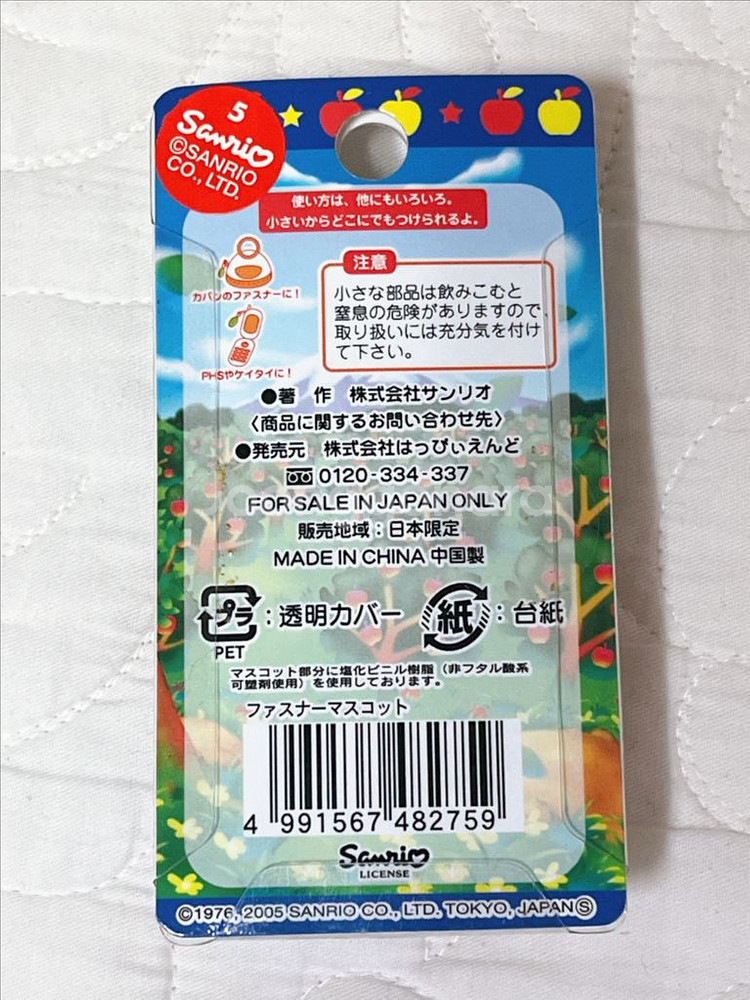 5
Sanrio
©SANRIO
CO., LTD.
使い方は、他にもいろいろ。
小さいからどこにでもつけられるよ。
カバンのファスナーに!
PHSやケイタイに!
注意
小さな部品は飲みこむと
窒息の危険がありますので、
取り扱いには充分気を付け
て下さい。
●著 作 株式会社サンリオ
〈商品に関するお問い合わせ先〉
●発売元 株式会社はっぴぃえんど
0120-334-337
FOR SALE IN JAPAN ONLY
販売地域:日本限定
MADE IN CHINA 中国製
プラ:透明カバー 紙:台紙
PET
マスコット部分に塩化ビニル樹脂(非フタル酸系
可塑剤使用)を使用しております。
ファスナーマスコット
4 991567 482759
Sanrio
LICENSE
©1976, 2005 SANRIO CO., LTD. TOKYO, JAPAN Ⓢ